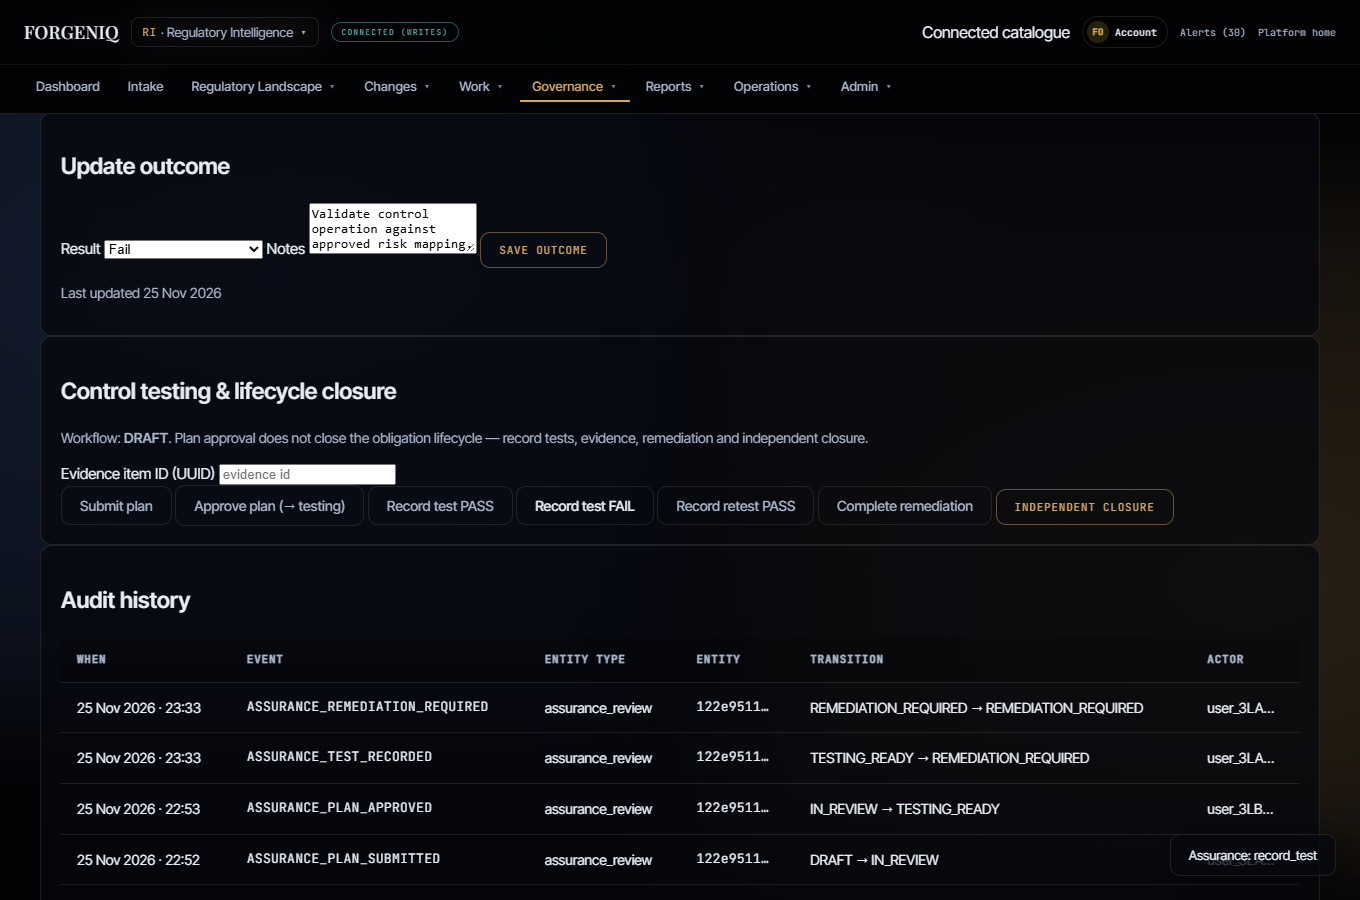 FORGENIQ RI · Regulatory Intelligence CONNECTED (WRITES) Connected catalogue FO Account Alerts (30) Platform home
Dashboard Intake Regulatory Landscape Changes Work Governance Reports Operations Admin
Update outcome
Result Fail Notes Validate control
operation against
approved risk mapping. SAVE OUTCOME
Last updated 25 Nov 2026
Control testing & lifecycle closure
Workflow: DRAFT. Plan approval does not close the obligation lifecycle — record tests, evidence, remediation and independent closure.
Evidence item ID (UUID) evidence id
Submit plan Approve plan (→ testing) Record test PASS Record test FAIL Record retest PASS Complete remediation INDEPENDENT CLOSURE
Audit history
WHEN EVENT ENTITY TYPE ENTITY TRANSITION ACTOR
25 Nov 2026 · 23:33 ASSURANCE_REMEDIATION_REQUIRED assurance_review 122e9511… REMEDIATION_REQUIRED → REMEDIATION_REQUIRED user_3LA…
25 Nov 2026 · 23:33 ASSURANCE_TEST_RECORDED assurance_review 122e9511… TESTING_READY → REMEDIATION_REQUIRED user_3LA…
25 Nov 2026 · 22:53 ASSURANCE_PLAN_APPROVED assurance_review 122e9511… IN_REVIEW → TESTING_READY user_3LB…
25 Nov 2026 · 22:52 ASSURANCE_PLAN_SUBMITTED assurance_review 122e9511… DRAFT → IN_REVIEW
Assurance: record_test